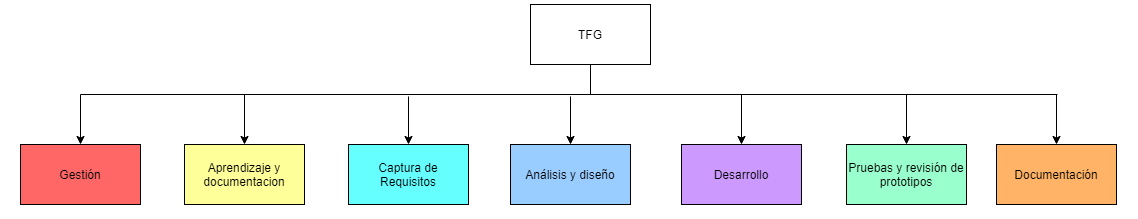 TFG
Gestión
Aprendizaje y
documentacion
Captura de
Requisitos
Análisis y diseño
Desarrollo
Pruebas y revisión de
prototipos
Documentación